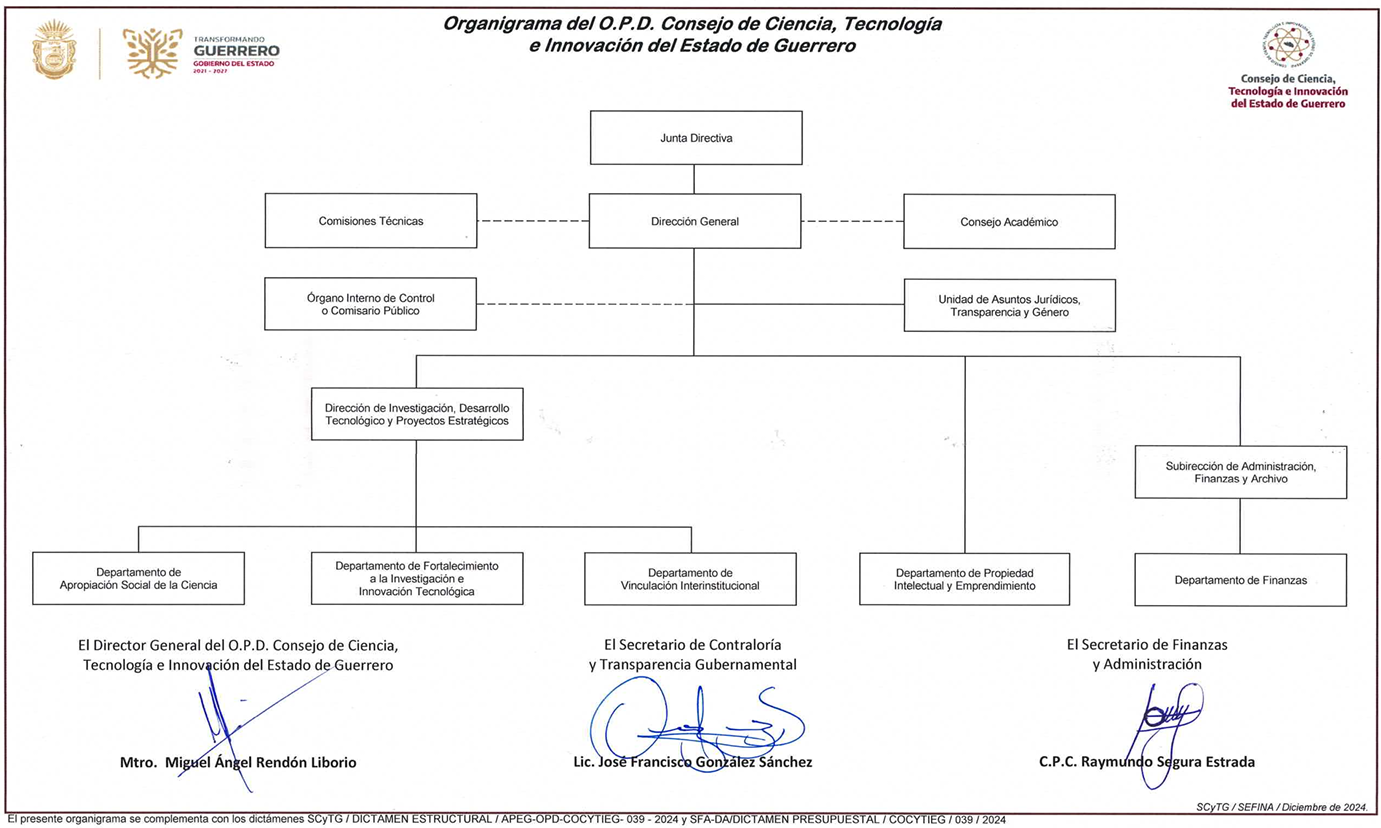 Organigrama del O.P.D. Consejo de Ciencia, Tecnología
e Innovación del Estado de Guerrero
TRANSFORMANDO
GUERRERO
GOBIERNO DEL ESTADO
2021 - 2027
Consejo de Ciencia,
Tecnología e Innovación
del Estado de Guerrero
Junta Directiva
Comisiones Técnicas
Dirección General
Consejo Académico
Órgano Interno de Control
o Comisario Público
Unidad de Asuntos Jurídicos,
Transparencia y Género
Dirección de Investigación, Desarrollo
Tecnológico y Proyectos Estratégicos
Subirección de Administración,
Finanzas y Archivo
Departamento de
Apropiación Social de la Ciencia
Departamento de Fortalecimiento
a la Investigación e
Innovación Tecnológica
Departamento de
Vinculación Interinstitucional
Departamento de Propiedad
Intelectual y Emprendimiento
Departamento de Finanzas
El Director General del O.P.D. Consejo de Ciencia,
Tecnología e Innovación del Estado de Guerrero
Mtro. Miguel Ángel Rendón Liborio
El Secretario de Contraloría
y Transparencia Gubernamental
Lic. José Francisco González Sánchez
El Secretario de Finanzas
y Administración
C.P.C. Raymundo Segura Estrada
SCyTG / SEFINA / Diciembre de 2024.
El presente organigrama se complementa con los dictámenes SCyTG / DICTAMEN ESTRUCTURAL / APEG-OPD-COCYTIEG- 039 - 2024 y SFA-DA/DICTAMEN PRESUPUESTAL / COCYTIEG / 039 / 2024